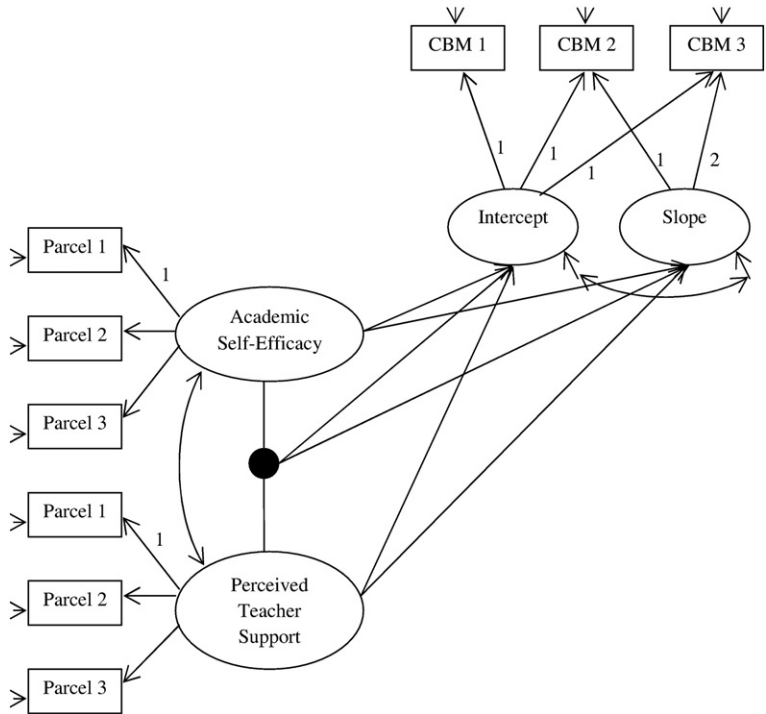 CBM 1
CBM 2
CBM 3
1
1
1
1
2
Intercept
Slope
Parcel 1
1
Parcel 2
Academic
Self-Efficacy
Parcel 3
Parcel 1
1
Parcel 2
Perceived
Teacher
Support
Parcel 3